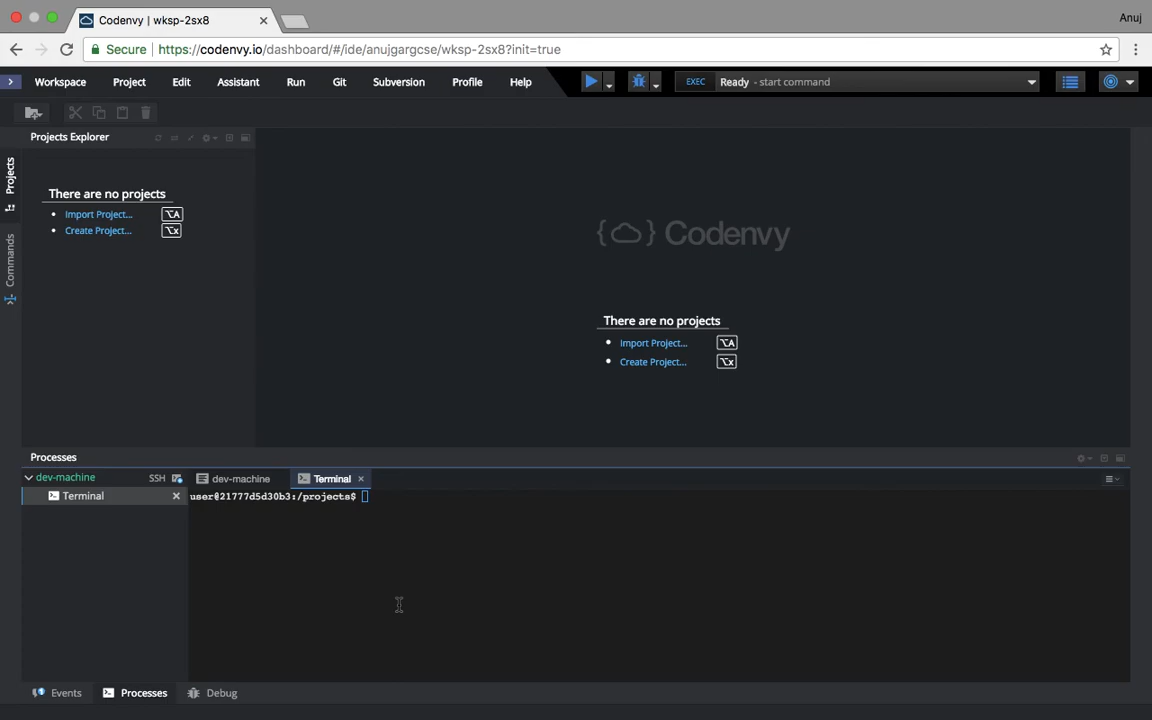 Codenvy | wksp-2sx8
Anuj
Secure https://codenvy.io/dashboard/#/ide/anujgargcse/wksp-2sx8?init=true
Workspace Project Edit Assistant Run Git Subversion Profile Help EXEC Ready - start command
Projects Explorer
Projects
Commands
There are no projects
Import Project... ⌥A
Create Project... ⌥x
{ } Codenvy
There are no projects
Import Project... ⌥A
Create Project... ⌥x
Processes
dev-machine SSH dev-machine Terminal
Terminal user@21777d5d30b3:/projects$
Events Processes Debug